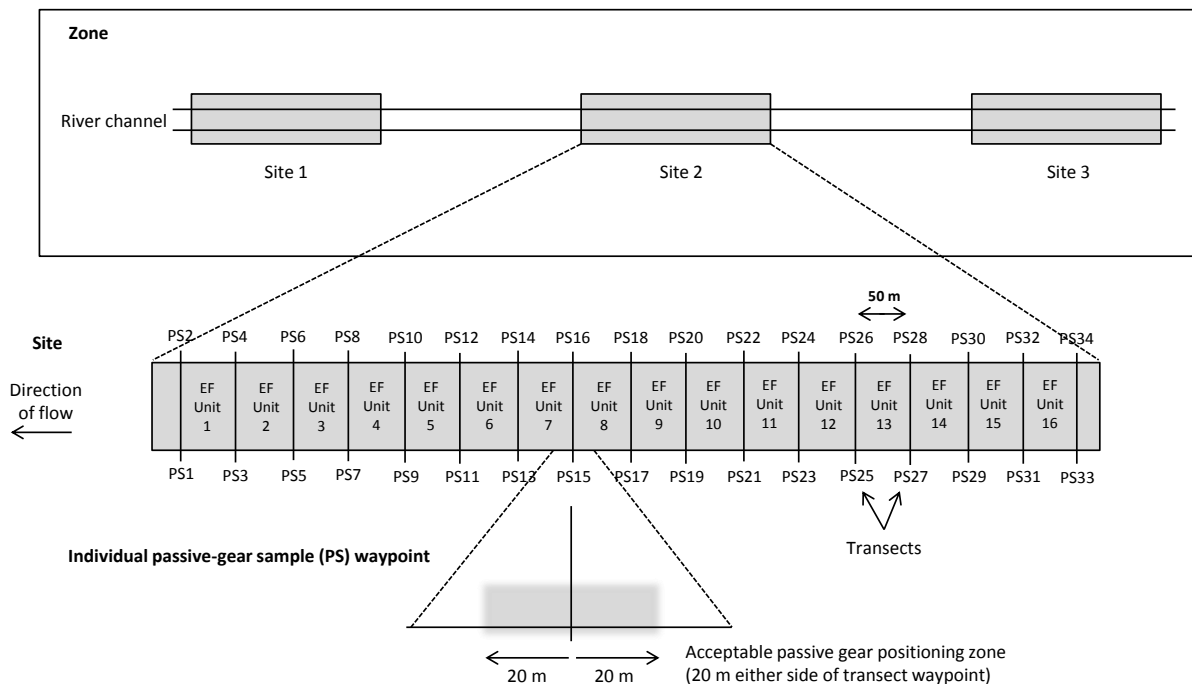 Zone
River channel
Site 1
Site 2
Site 3
50 m
Site
PS2 PS4 PS6 PS8 PS10 PS12 PS14 PS16 PS18 PS20 PS22 PS24 PS26 PS28 PS30 PS32 PS34
Direction
of flow
EF
Unit
1
EF
Unit
2
EF
Unit
3
EF
Unit
4
EF
Unit
5
EF
Unit
6
EF
Unit
7
EF
Unit
8
EF
Unit
9
EF
Unit
10
EF
Unit
11
EF
Unit
12
EF
Unit
13
EF
Unit
14
EF
Unit
15
EF
Unit
16
PS1 PS3 PS5 PS7 PS9 PS11 PS13 PS15 PS17 PS19 PS21 PS23 PS25 PS27 PS29 PS31 PS33
Transects
Individual passive-gear sample (PS) waypoint
20 m
20 m
Acceptable passive gear positioning zone
(20 m either side of transect waypoint)